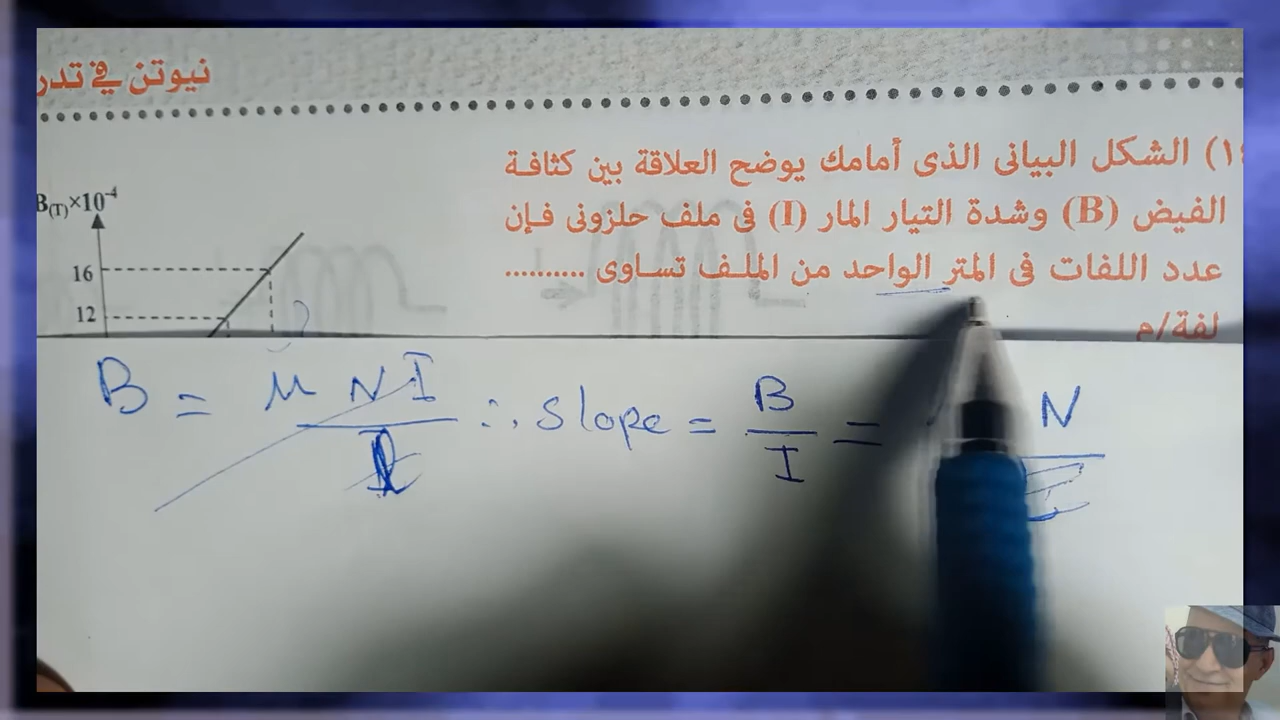 نيوتن في تدر
١) الشكل البيانى الذى أمامك يوضح العلاقة بين كثافة
الفيض (B) وشدة التيار المار (I) فى ملف حلزونى فإن
عدد اللفات فى المتر الواحد من الملف تساوى ..........
لفة/م
B(T)×10⁻⁴
16
12
B = μ N I / l ∴ slope = B / I = N